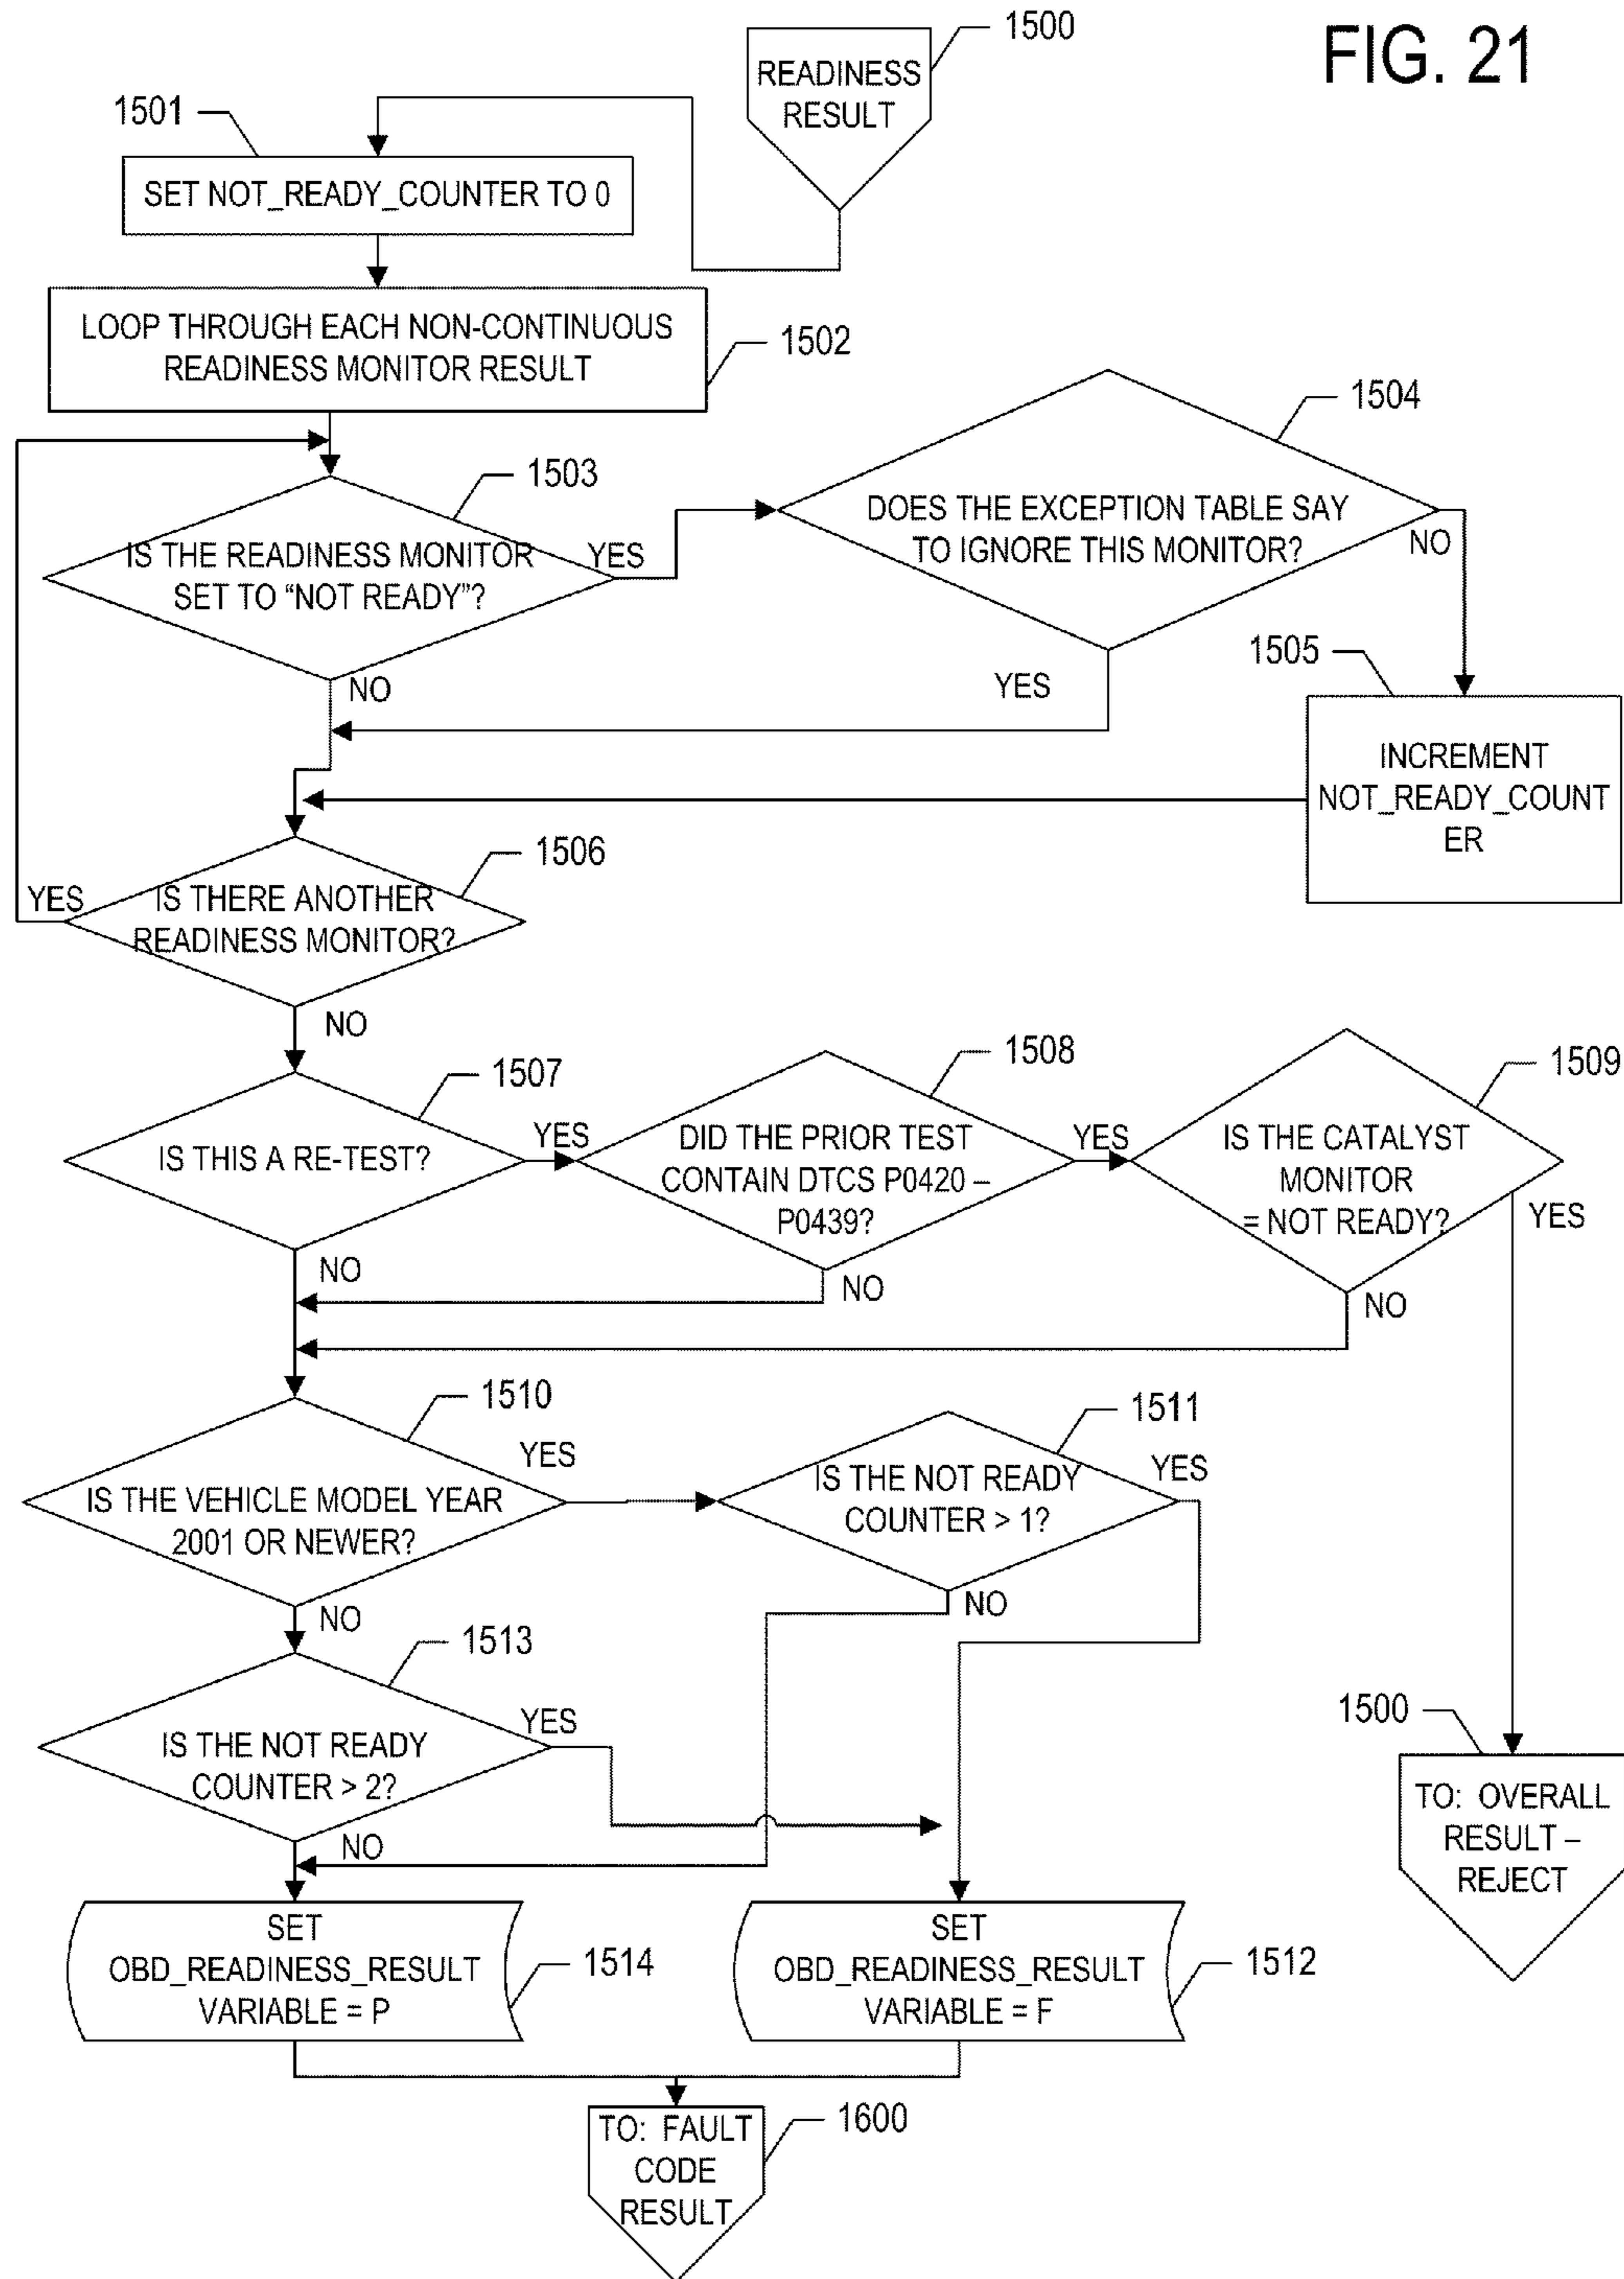 FIG. 21
1500
READINESS
RESULT
1501
SET NOT_READY_COUNTER TO 0
LOOP THROUGH EACH NON-CONTINUOUS
READINESS MONITOR RESULT
1502
1503
IS THE READINESS MONITOR
SET TO “NOT READY”?
YES
NO
1504
DOES THE EXCEPTION TABLE SAY
TO IGNORE THIS MONITOR?
NO
YES
1505
INCREMENT
NOT_READY_COUNT
ER
1506
YES
IS THERE ANOTHER
READINESS MONITOR?
NO
1507
IS THIS A RE-TEST?
YES
NO
1508
DID THE PRIOR TEST
CONTAIN DTCS P0420 –
P0439?
YES
NO
1509
IS THE CATALYST
MONITOR
= NOT READY?
YES
NO
1510
IS THE VEHICLE MODEL YEAR
2001 OR NEWER?
YES
NO
1511
IS THE NOT READY
COUNTER > 1?
YES
NO
1513
IS THE NOT READY
COUNTER > 2?
YES
NO
1500
TO: OVERALL
RESULT –
REJECT
SET
OBD_READINESS_RESULT
VARIABLE = P
1514
SET
OBD_READINESS_RESULT
VARIABLE = F
1512
TO: FAULT
CODE
RESULT
1600